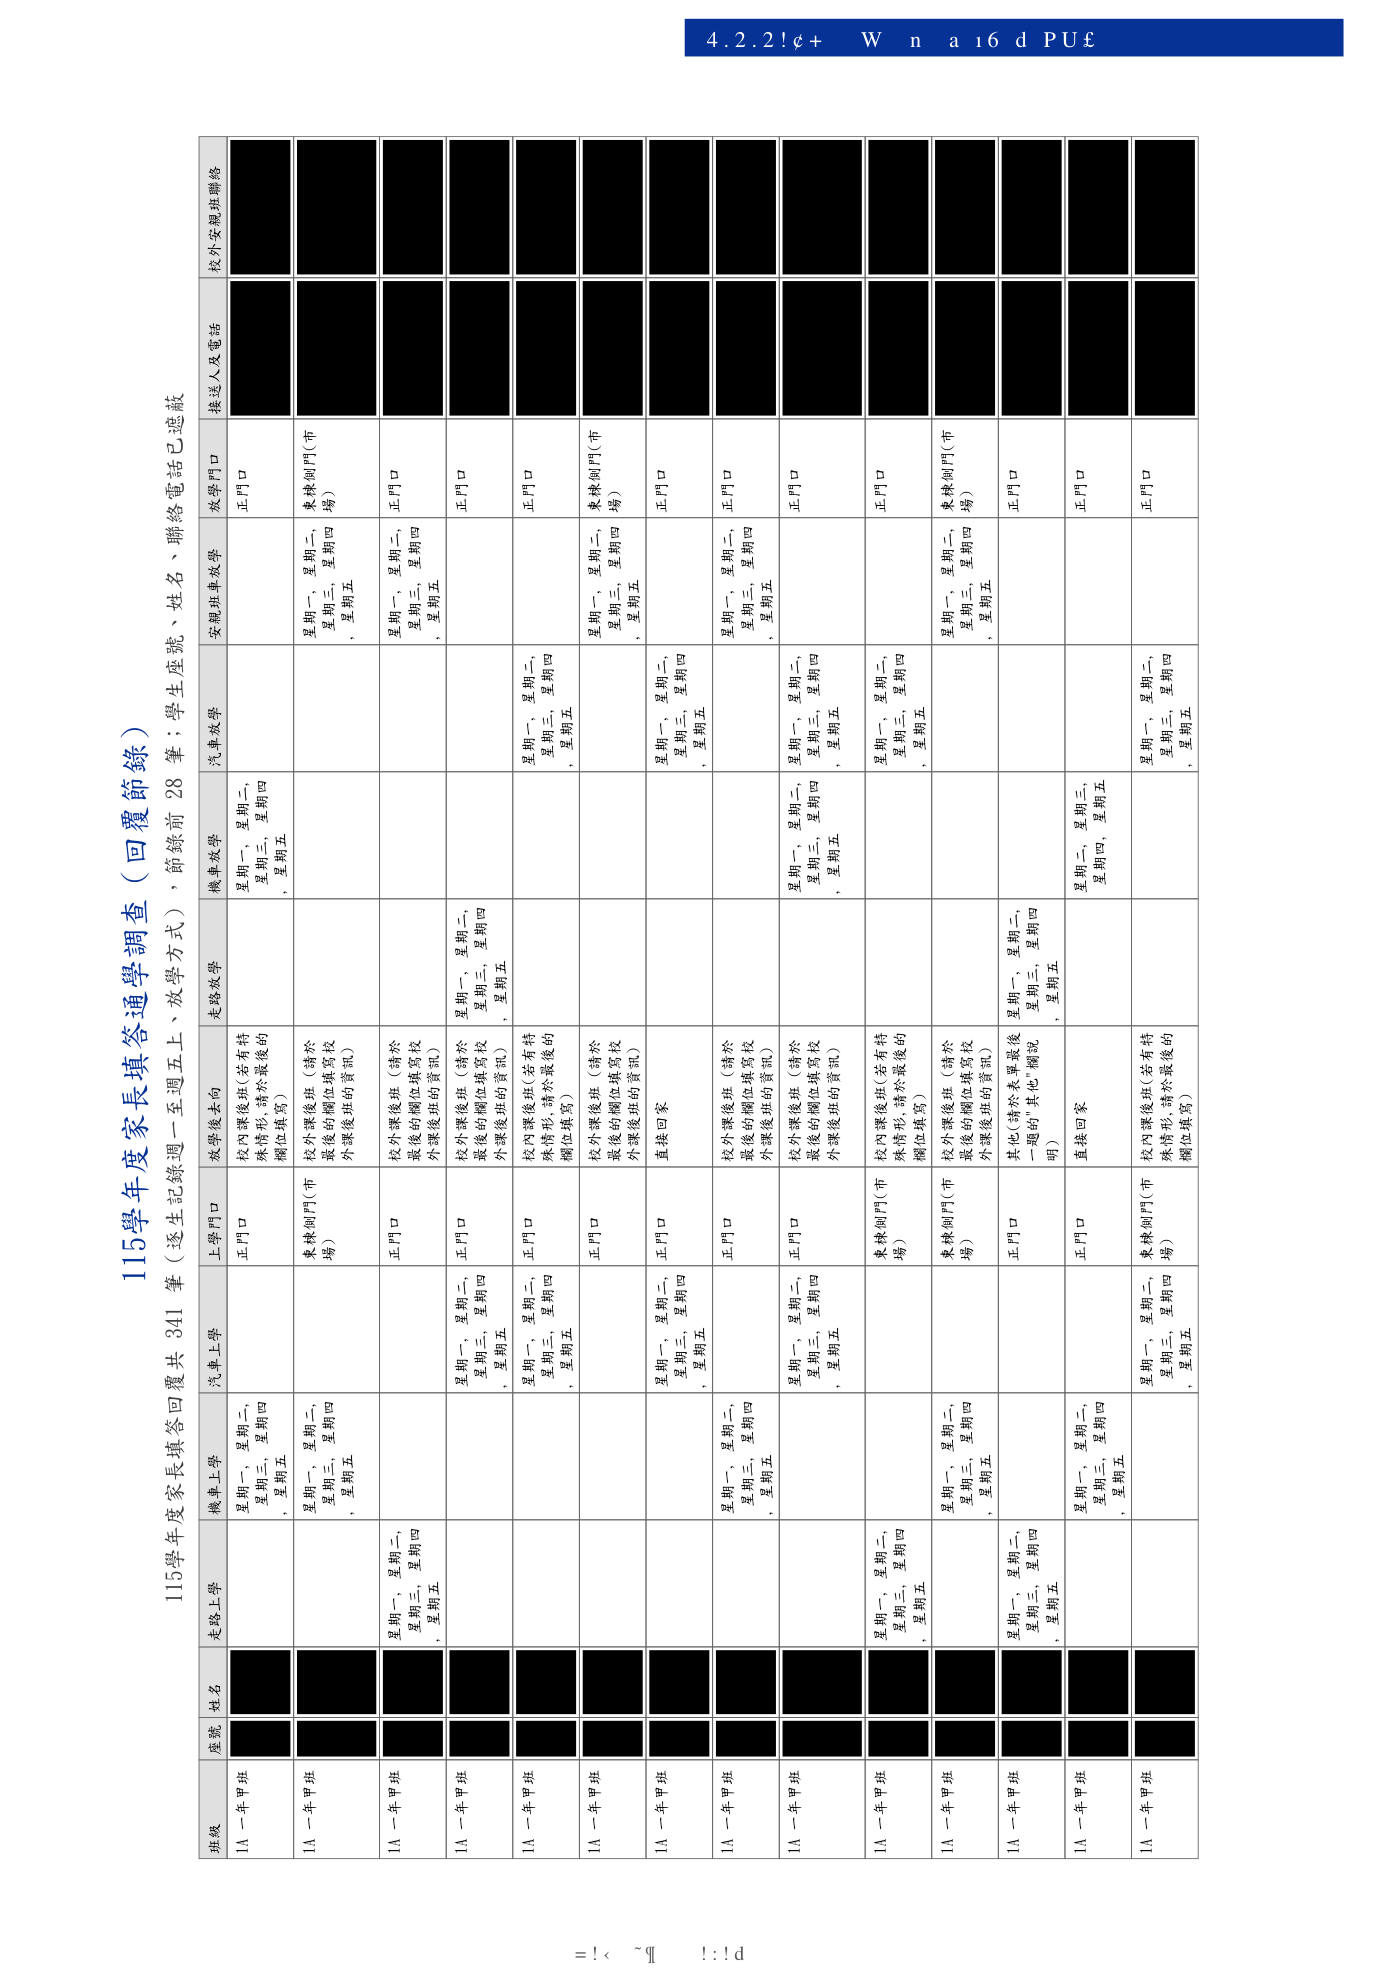 4.2.2!¢+ W n a ı6 d PU£
115學年度家長填答通學調查（回覆節錄）
115學年度家長填答回覆共 341 筆（逐生記錄週一至週五上、放學方式），節錄前 28 筆；學生座號、姓名、聯絡電話已遮蔽
班級 座號 姓名 走路上學 機車上學 汽車上學 上學門口 放學後去向 走路放學 機車放學 汽車放學 安親班車放學 放學門口 接送人及電話 校外安親班聯絡
1A 一年甲班 星期一, 星期二, 星期三, 星期四, 星期五 正門口 校內課後班(若有特殊情形,請於最後的欄位填寫) 星期一, 星期二, 星期三, 星期四, 星期五 正門口
1A 一年甲班 星期一, 星期二, 星期三, 星期四, 星期五 東棟側門(市場) 校外課後班 (請於最後的欄位填寫校外課後班的資訊) 星期一, 星期二, 星期三, 星期四, 星期五 東棟側門(市場)
1A 一年甲班 星期一, 星期二, 星期三, 星期四, 星期五 正門口 校外課後班 (請於最後的欄位填寫校外課後班的資訊) 星期一, 星期二, 星期三, 星期四, 星期五 正門口
1A 一年甲班 星期一, 星期二, 星期三, 星期四, 星期五 正門口 校外課後班 (請於最後的欄位填寫校外課後班的資訊) 星期一, 星期二, 星期三, 星期四, 星期五 正門口
1A 一年甲班 星期一, 星期二, 星期三, 星期四, 星期五 正門口 校內課後班(若有特殊情形,請於最後的欄位填寫) 星期一, 星期二, 星期三, 星期四, 星期五 正門口
1A 一年甲班 正門口 校外課後班 (請於最後的欄位填寫校外課後班的資訊) 星期一, 星期二, 星期三, 星期四, 星期五 東棟側門(市場)
1A 一年甲班 星期一, 星期二, 星期三, 星期四, 星期五 正門口 直接回家 星期一, 星期二, 星期三, 星期四, 星期五 正門口
1A 一年甲班 星期一, 星期二, 星期三, 星期四, 星期五 正門口 校外課後班 (請於最後的欄位填寫校外課後班的資訊) 星期一, 星期二, 星期三, 星期四, 星期五 正門口
1A 一年甲班 星期一, 星期二, 星期三, 星期四, 星期五 正門口 校外課後班 (請於最後的欄位填寫校外課後班的資訊) 星期一, 星期二, 星期三, 星期四, 星期五 星期一, 星期二, 星期三, 星期四, 星期五 正門口
1A 一年甲班 星期一, 星期二, 星期三, 星期四, 星期五 東棟側門(市場) 校內課後班(若有特殊情形,請於最後的欄位填寫) 星期一, 星期二, 星期三, 星期四, 星期五 正門口
1A 一年甲班 星期一, 星期二, 星期三, 星期四, 星期五 東棟側門(市場) 校外課後班 (請於最後的欄位填寫校外課後班的資訊) 星期一, 星期二, 星期三, 星期四, 星期五 東棟側門(市場)
1A 一年甲班 星期一, 星期二, 星期三, 星期四, 星期五 正門口 其他(請於表單最後一題的"其他"欄說明) 星期一, 星期二, 星期三, 星期四, 星期五 正門口
1A 一年甲班 星期一, 星期二, 星期三, 星期四, 星期五 正門口 直接回家 星期二, 星期三, 星期四, 星期五 正門口
1A 一年甲班 星期一, 星期二, 星期三, 星期四, 星期五 東棟側門(市場) 校內課後班(若有特殊情形,請於最後的欄位填寫) 星期一, 星期二, 星期三, 星期四, 星期五 正門口
=!‹ ˜¶ !:!d